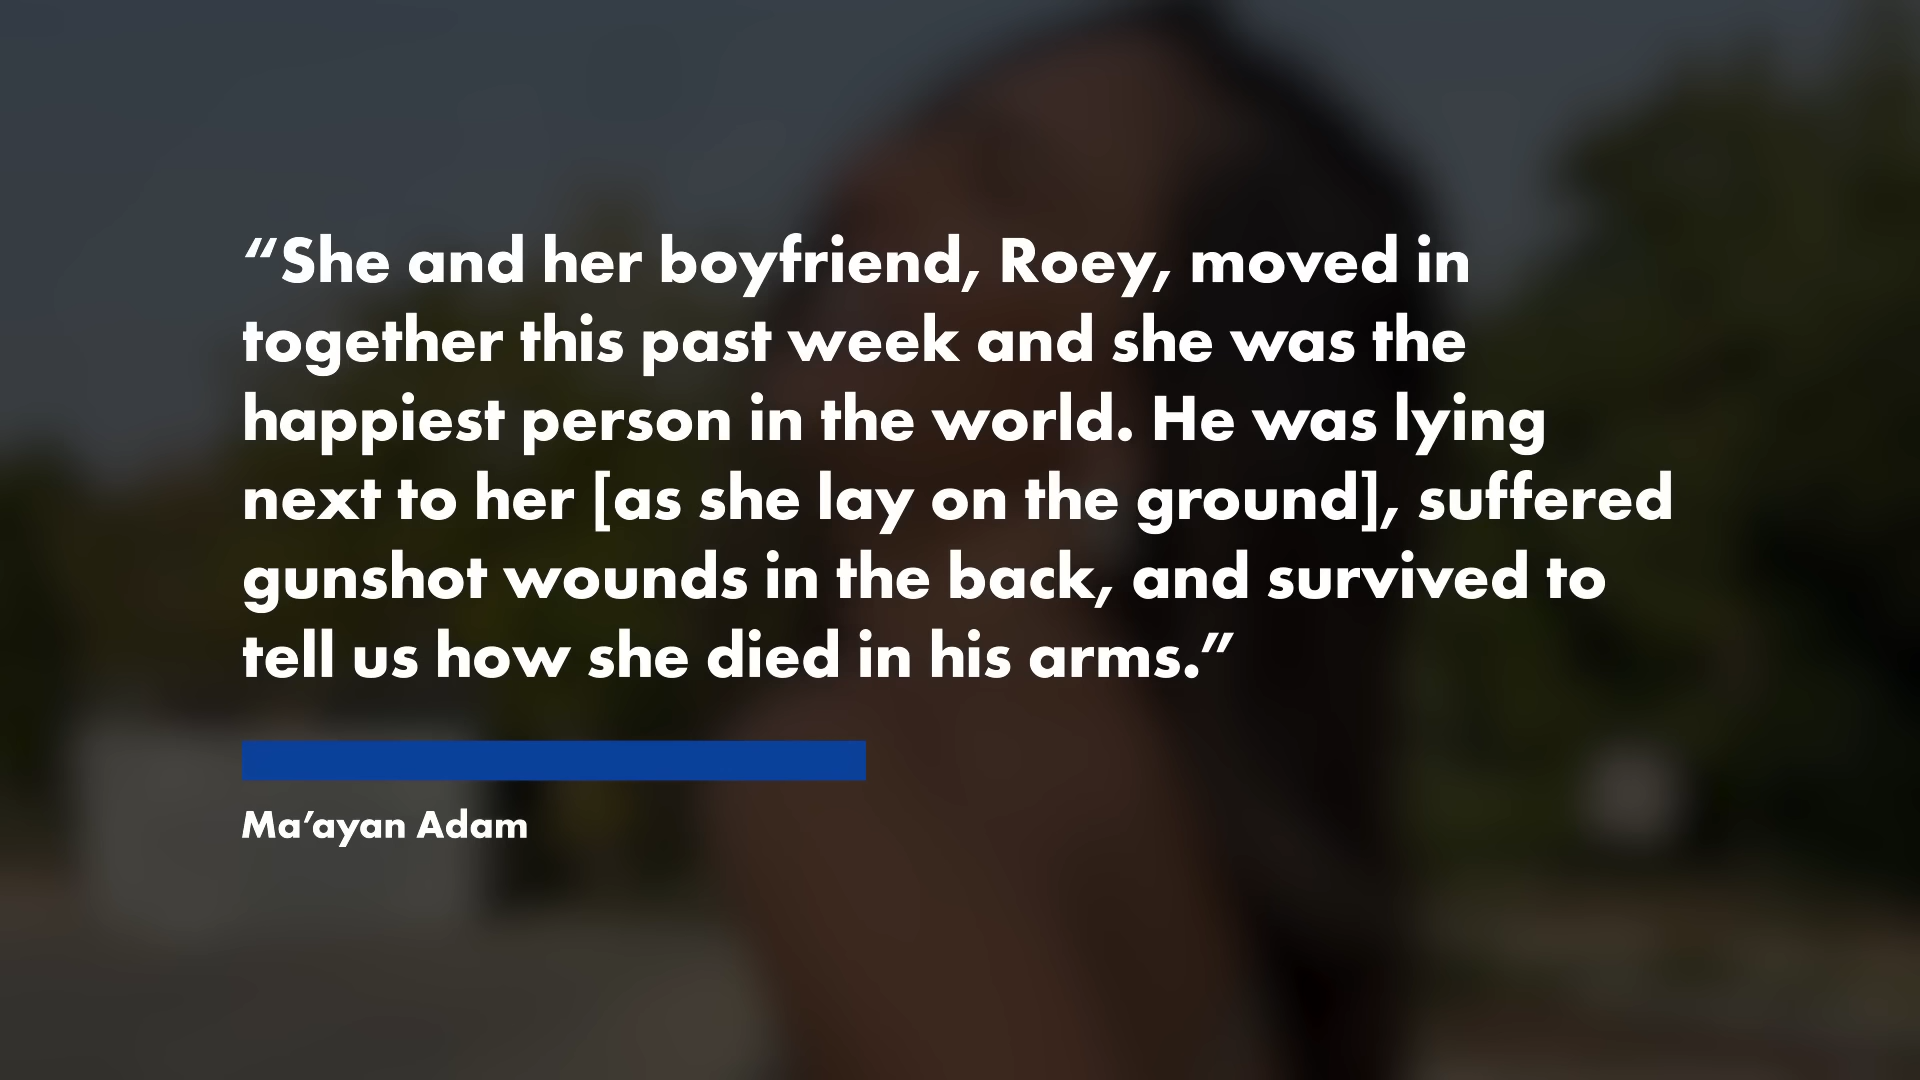 “She and her boyfriend, Roey, moved in
together this past week and she was the
happiest person in the world. He was lying
next to her [as she lay on the ground], suffered
gunshot wounds in the back, and survived to
tell us how she died in his arms.”
Ma’ayan Adam